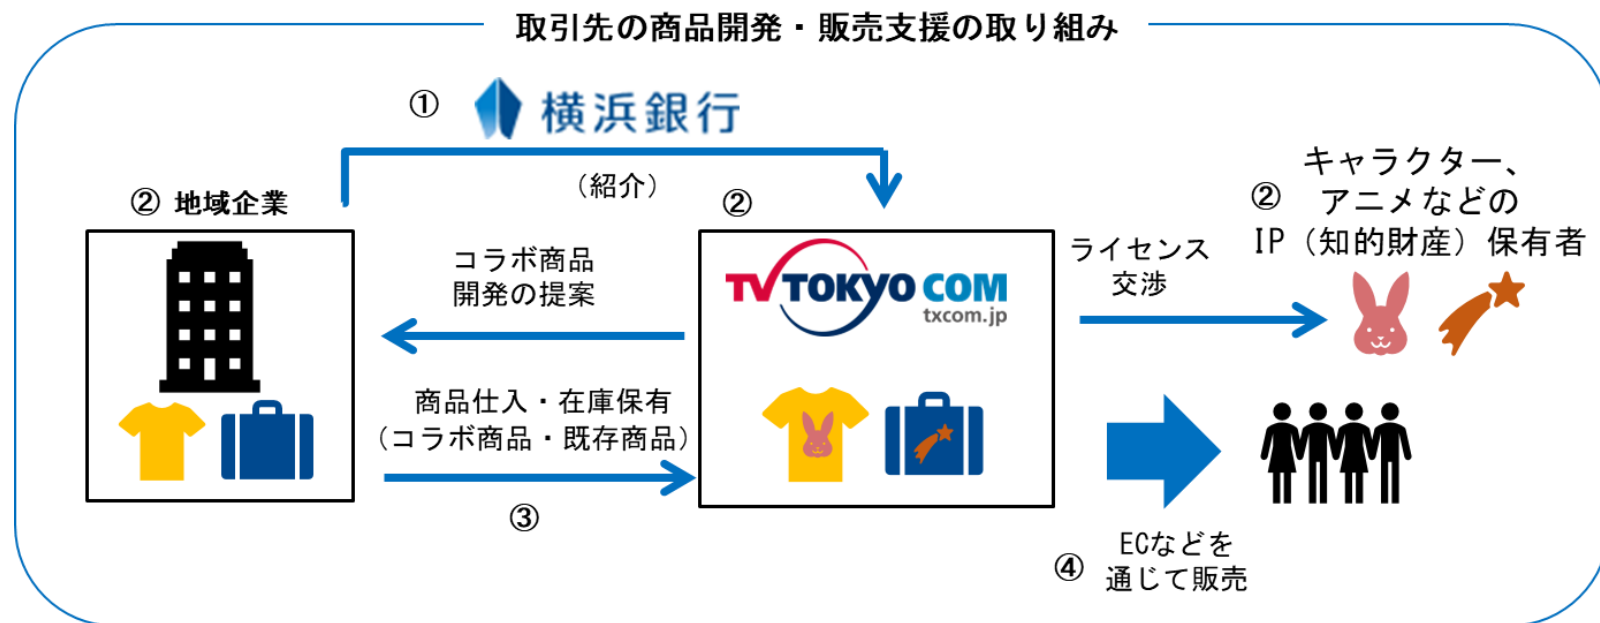 取引先の商品開発・販売支援の取り組み
① 横浜銀行
（紹介）
② 地域企業
②
キャラクター、
② アニメなどの
IP（知的財産）保有者
コラボ商品
開発の提案
TV TOKYO COM
txcom.jp
ライセンス
交渉
商品仕入・在庫保有
（コラボ商品・既存商品）
③
④ ECなどを
通じて販売